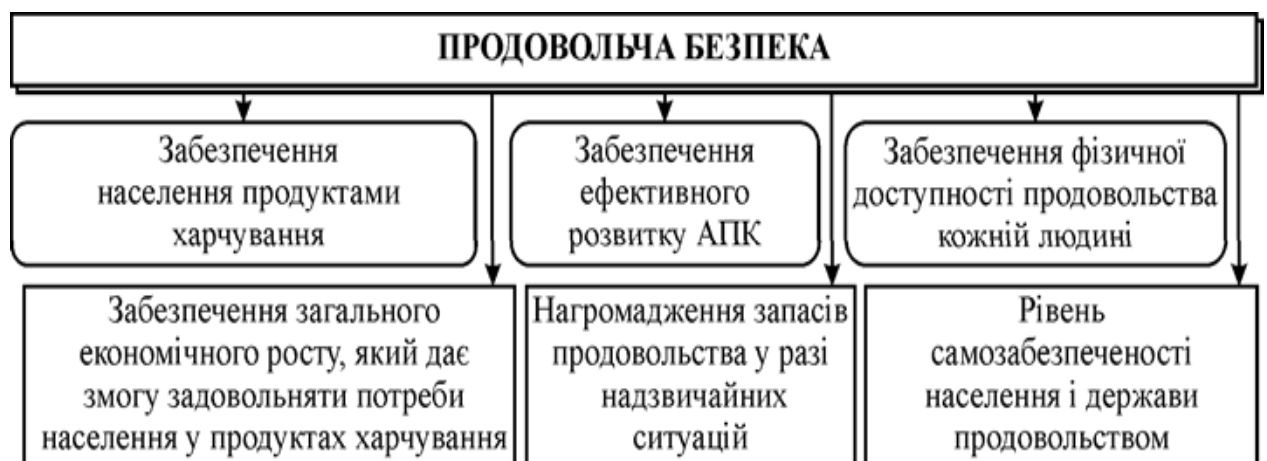 ПРОДОВОЛЬЧА БЕЗПЕКА
Забезпечення
населення продуктами
харчування
Забезпечення
ефективного
розвитку АПК
Забезпечення фізичної
доступності продовольства
кожній людині
Забезпечення загального
економічного росту, який дає
змогу задовольняти потреби
населення у продуктах харчування
Нагромадження запасів
продовольства у разі
надзвичайних
ситуацій
Рівень
самозабезпеченості
населення і держави
продовольством